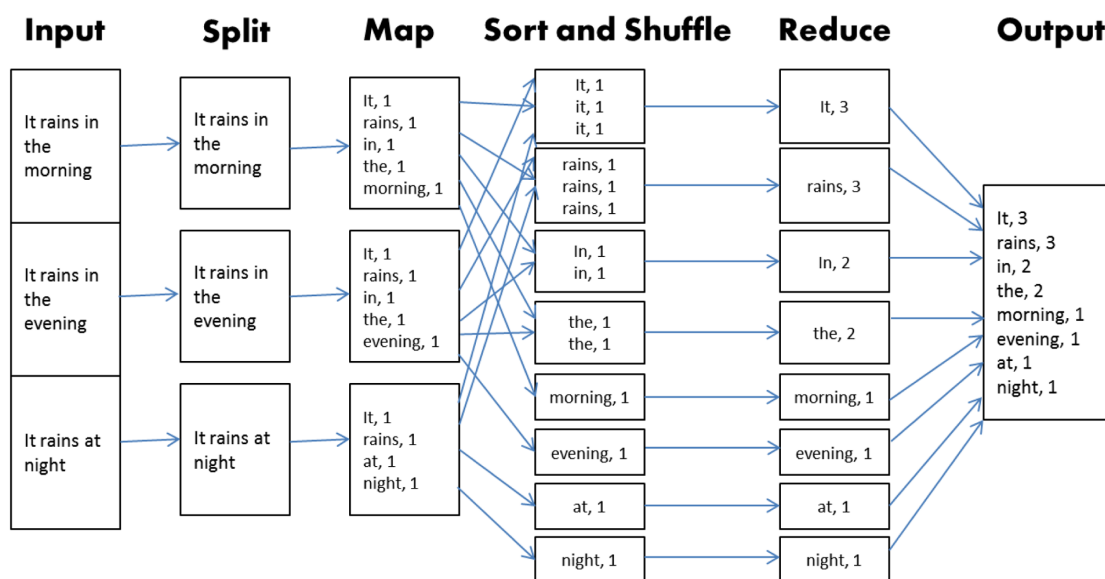 Input
Split
Map
Sort and Shuffle
Reduce
Output
It rains in
the
morning
It rains in
the
evening
It rains at
night
It rains in
the
morning
It rains in
the
evening
It rains at
night
It, 1
rains, 1
in, 1
the, 1
morning, 1
It, 1
rains, 1
in, 1
the, 1
evening, 1
It, 1
rains, 1
at, 1
night, 1
It, 1
it, 1
it, 1
rains, 1
rains, 1
rains, 1
In, 1
in, 1
the, 1
the, 1
morning, 1
evening, 1
at, 1
night, 1
It, 3
rains, 3
In, 2
the, 2
morning, 1
evening, 1
at, 1
night, 1
It, 3
rains, 3
in, 2
the, 2
morning, 1
evening, 1
at, 1
night, 1